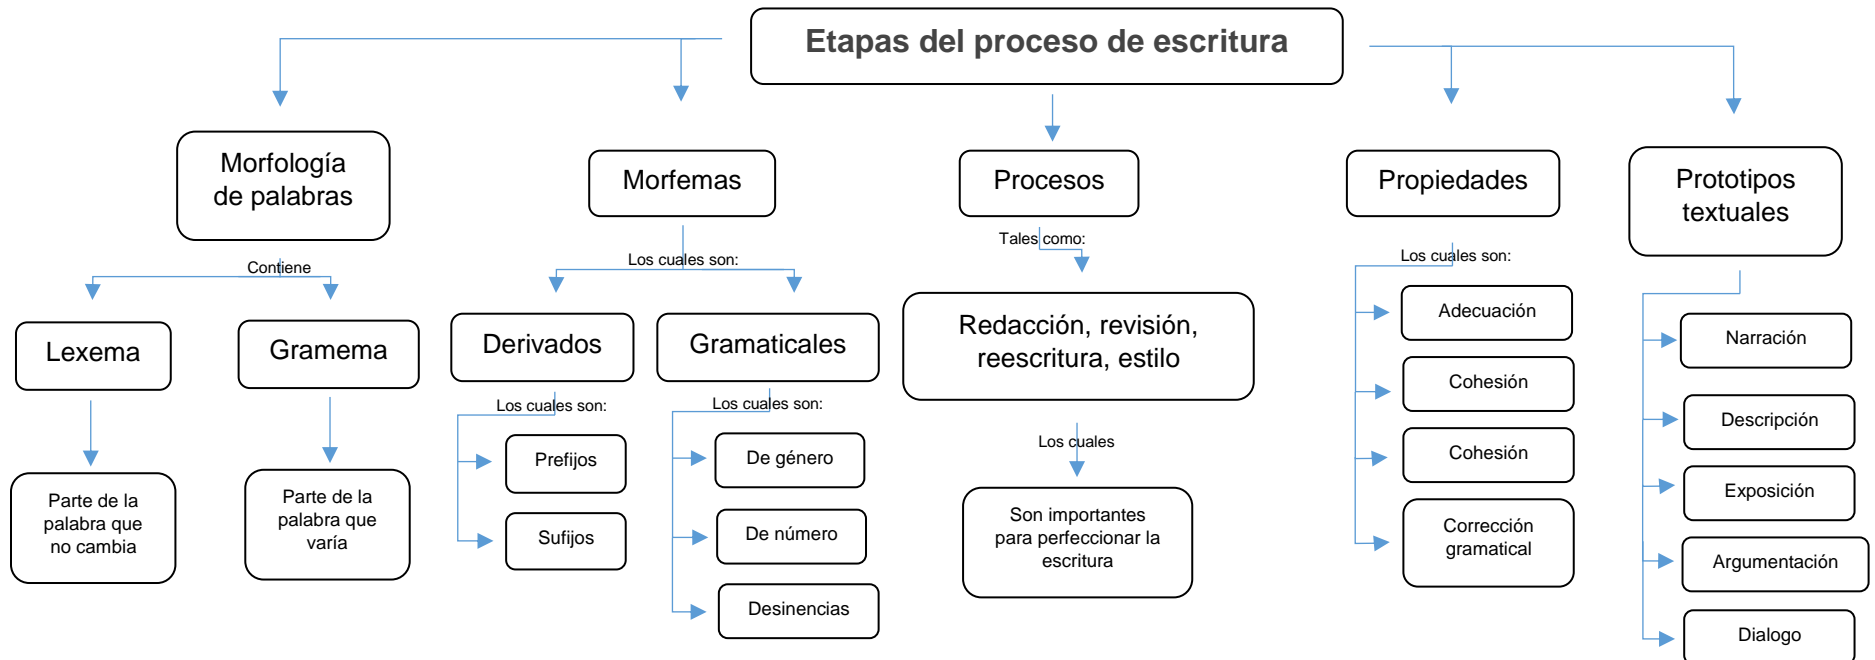 Etapas del proceso de escritura
Morfología
de palabras
Morfemas
Procesos
Propiedades
Prototipos
textuales
Contiene
Los cuales son:
Tales como:
Los cuales son:
Lexema
Gramema
Derivados
Gramaticales
Redacción, revisión,
reescritura, estilo
Adecuación
Narración
Los cuales son:
Los cuales son:
Cohesión
Descripción
Parte de la
palabra que
no cambia
Parte de la
palabra que
varía
Prefijos
De género
Los cuales
Cohesión
Exposición
Sufijos
De número
Son importantes
para perfeccionar la
escritura
Corrección
gramatical
Argumentación
Desinencias
Dialogo